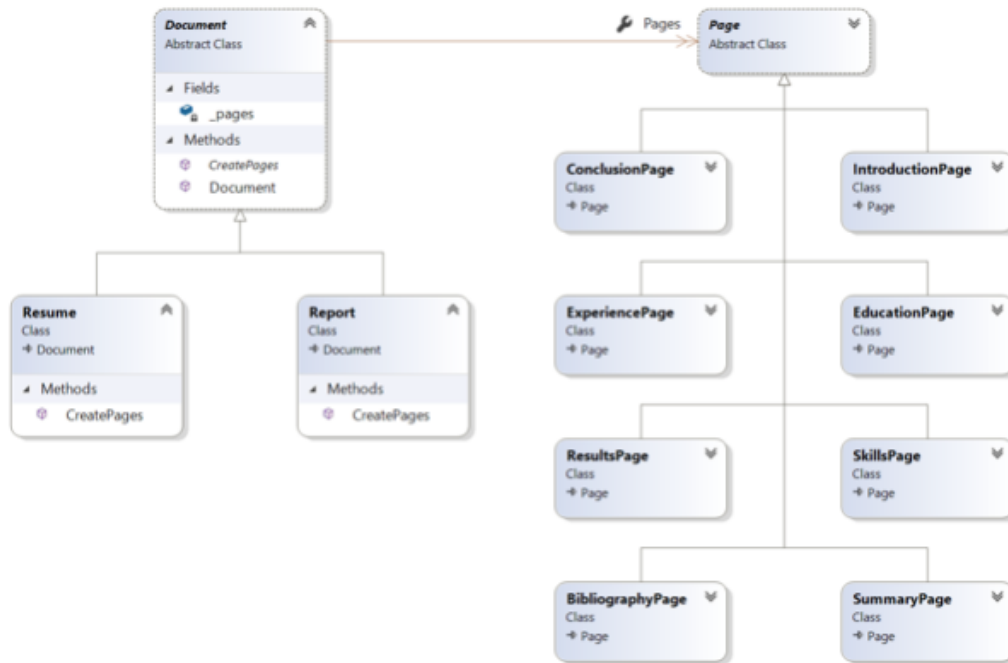 Document
Abstract Class
Fields
_pages
Methods
CreatePages
Document
Pages
Page
Abstract Class
ConclusionPage
Class
Page
IntroductionPage
Class
Page
ExperiencePage
Class
Page
EducationPage
Class
Page
Resume
Class
Document
Methods
CreatePages
Report
Class
Document
Methods
CreatePages
ResultsPage
Class
Page
SkillsPage
Class
Page
BibliographyPage
Class
Page
SummaryPage
Class
Page